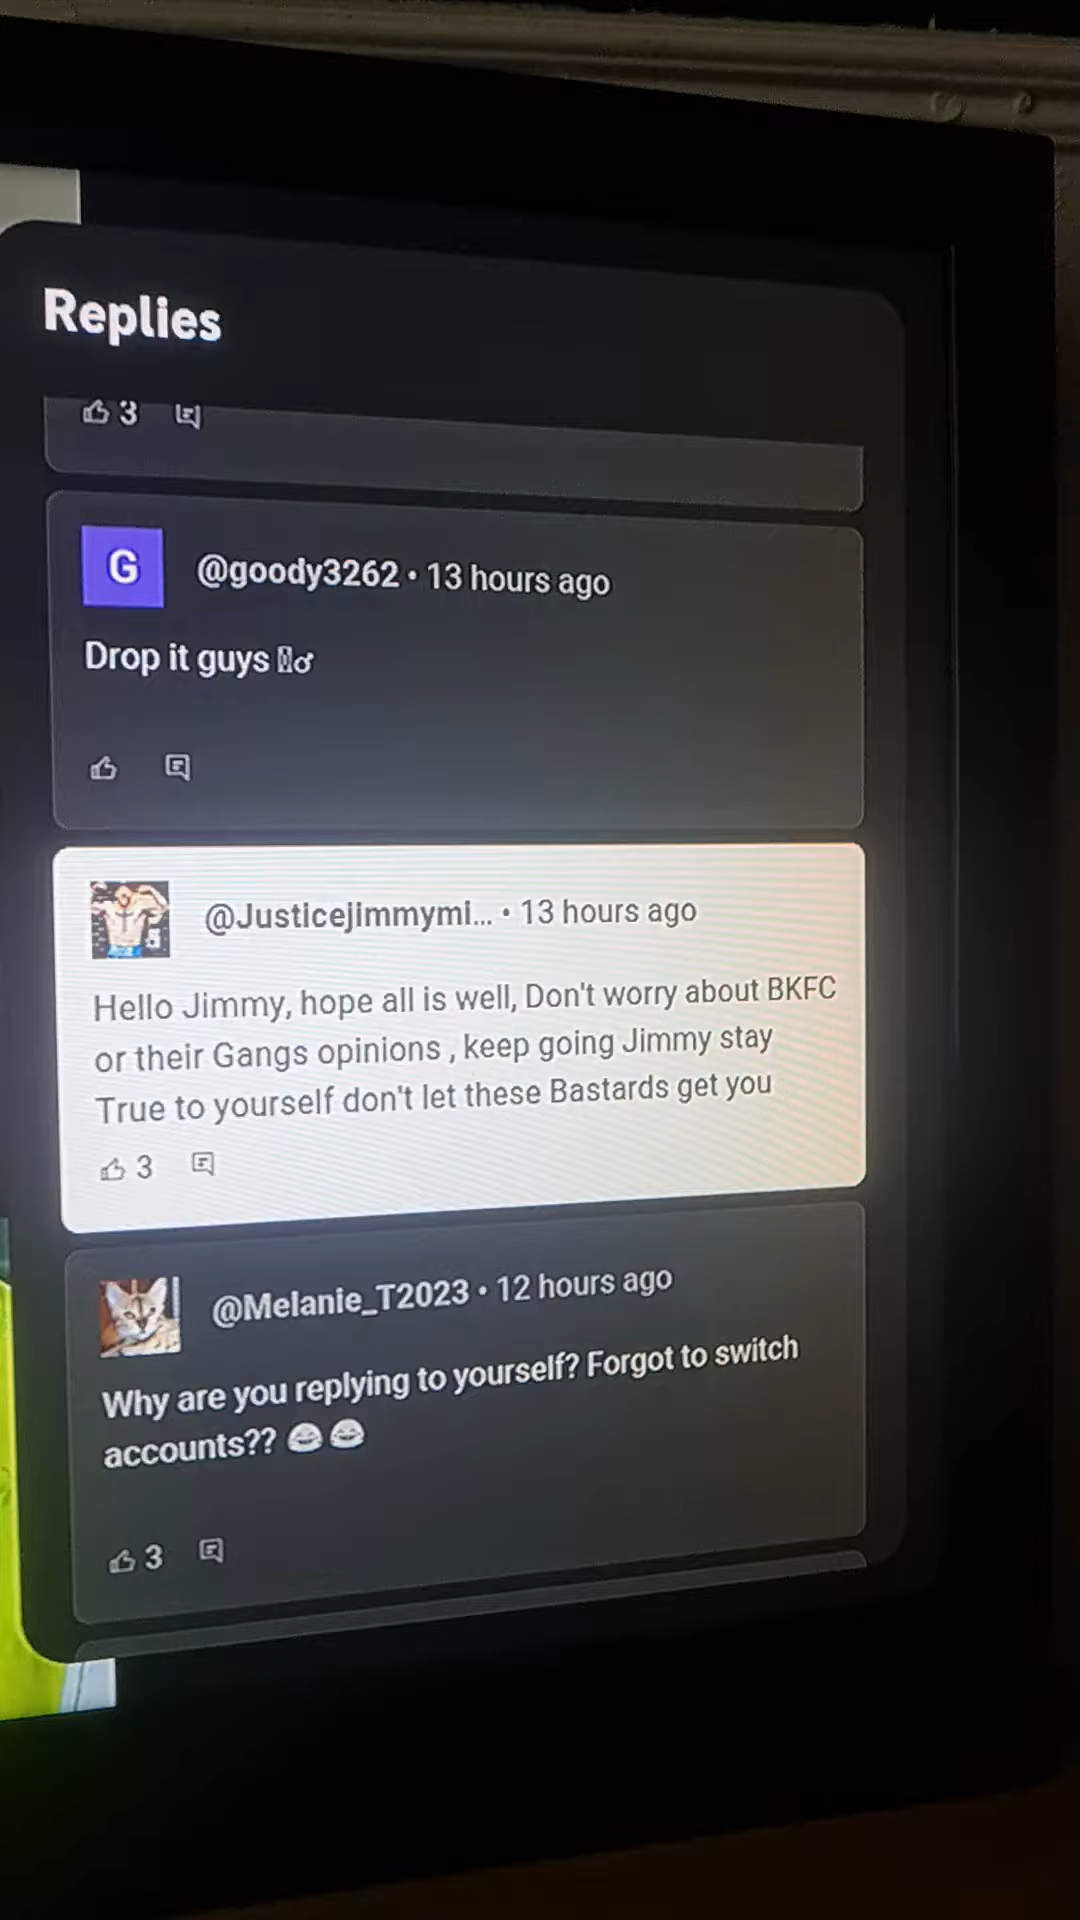 Replies
3
G
@goody3262 • 13 hours ago
Drop it guys ♂
@Justicejimmymi... • 13 hours ago
Hello Jimmy, hope all is well, Don't worry about BKFC
or their Gangs opinions , keep going Jimmy stay
True to yourself don't let these Bastards get you
3
@Melanie_T2023 • 12 hours ago
Why are you replying to yourself? Forgot to switch
accounts?? 😂😂
3